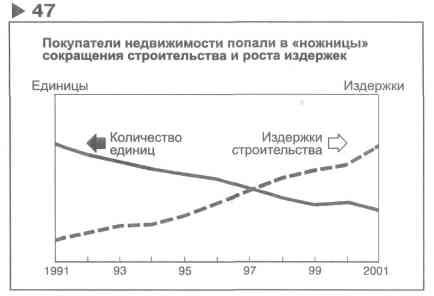 ▶ 47
Покупатели недвижимости попали в «ножницы»
сокращения строительства и роста издержек
Единицы Издержки
Количество
единиц
Издержки
строительства
1991 93 95 97 99 2001